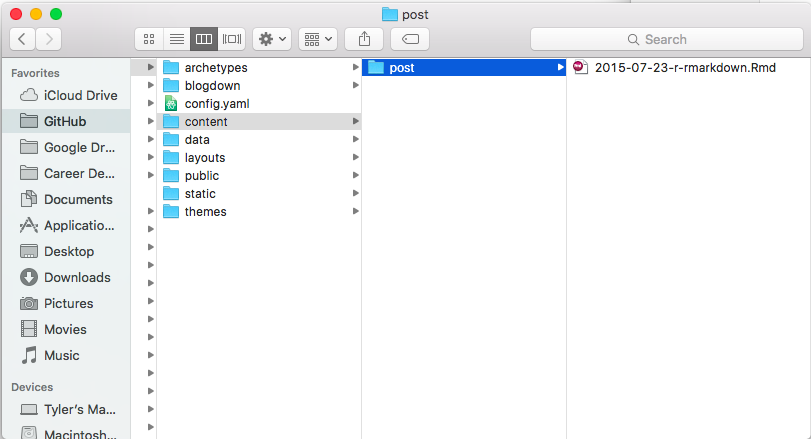 post
Search
Favorites
iCloud Drive
GitHub
Google Dr...
Career De...
Documents
Applicatio...
Desktop
Downloads
Pictures
Movies
Music
Devices
Tyler's Ma...
Macintosh...
archetypes
blogdown
config.yaml
content
data
layouts
public
static
themes
post
2015-07-23-r-rmarkdown.Rmd